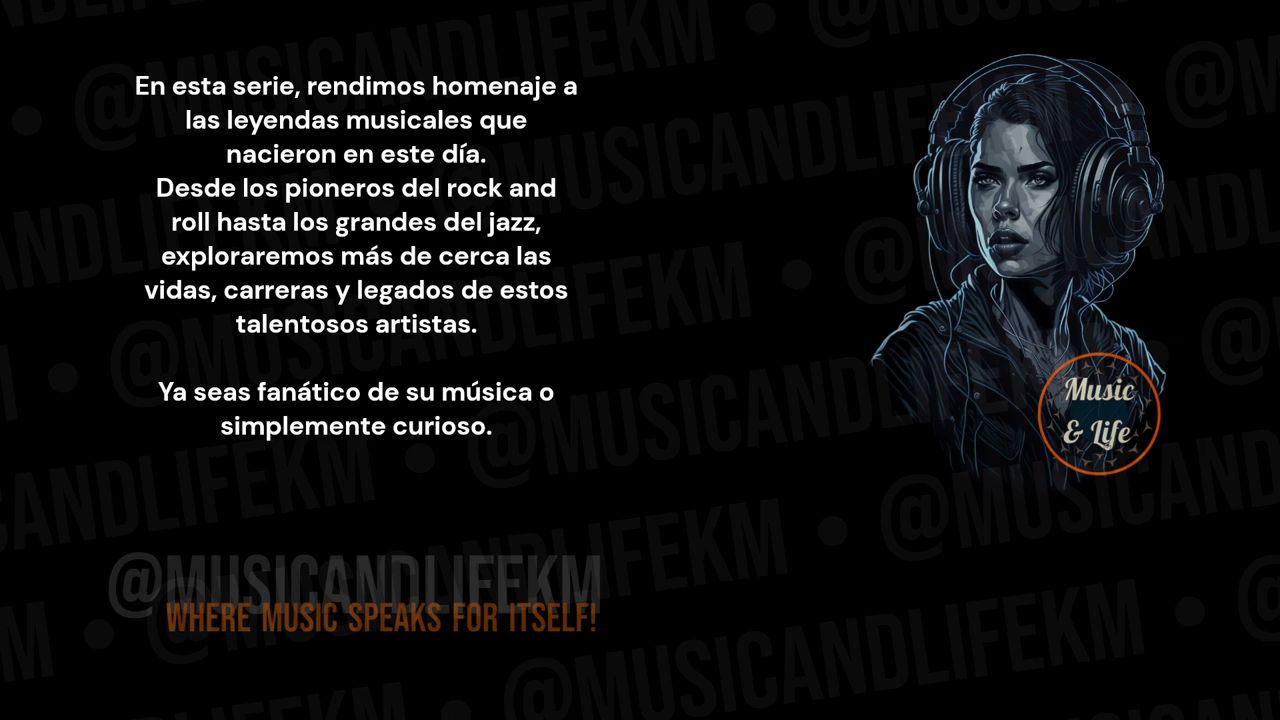 En esta serie, rendimos homenaje a
las leyendas musicales que
nacieron en este día.
Desde los pioneros del rock and
roll hasta los grandes del jazz,
exploraremos más de cerca las
vidas, carreras y legados de estos
talentosos artistas.
Ya seas fanático de su música o
simplemente curioso.
Music
& Life
@MUSICANDLIFEKM
WHERE MUSIC SPEAKS FOR ITSELF!